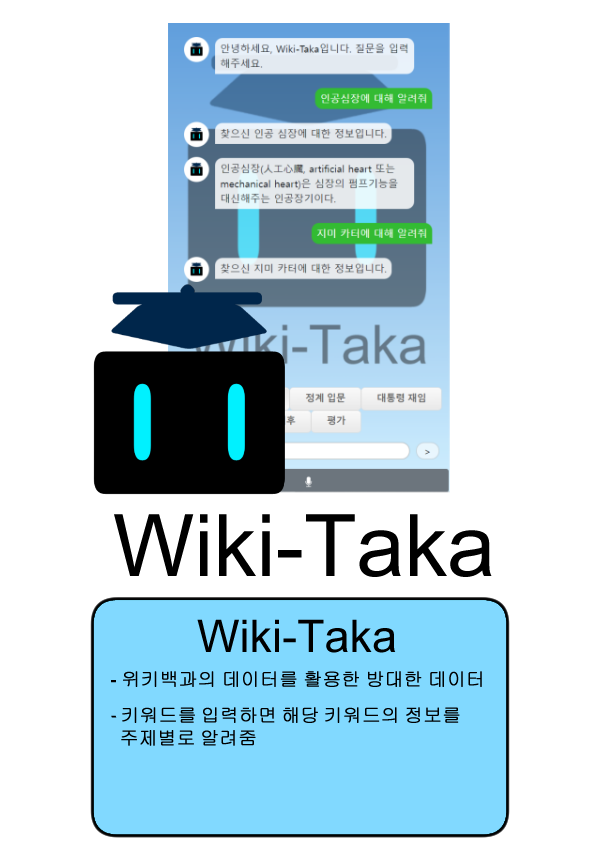 안녕하세요, Wiki-Taka입니다. 질문을 입력
해주세요.
인공심장에 대해 알려줘
찾으신 인공 심장에 대한 정보입니다.
인공심장(人工心臟, artificial heart 또는
mechanical heart)은 심장의 펌프기능을
대신해주는 인공장기이다.
지미 카터에 대해 알려줘
찾으신 지미 카터에 대한 정보입니다.
Wiki-Taka
정계 입문 대통령 재임
후 평가
>
Wiki-Taka
Wiki-Taka
- 위키백과의 데이터를 활용한 방대한 데이터
- 키워드를 입력하면 해당 키워드의 정보를
주제별로 알려줌